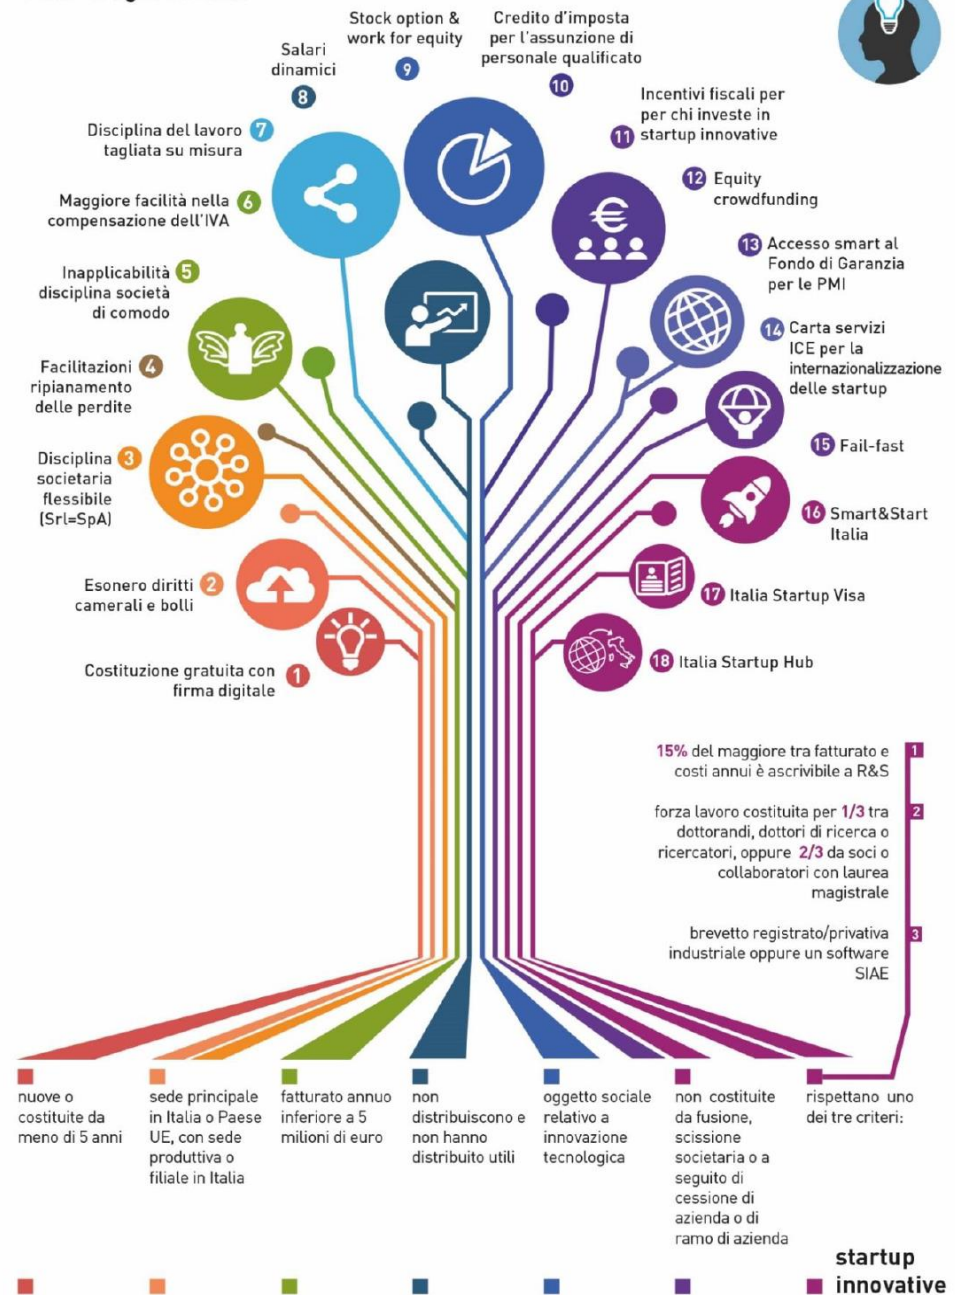 Stock option &
work for equity
9
Credito d'imposta
per l'assunzione di
personale qualificato
10
Salari
dinamici
8
Incentivi fiscali per
per chi investe in
11 startup innovative
Disciplina del lavoro 7
tagliata su misura
12 Equity
crowdfunding
Maggiore facilità nella 6
compensazione dell'IVA
13 Accesso smart al
Fondo di Garanzia
per le PMI
Inapplicabilità 5
disciplina società
di comodo
14 Carta servizi
ICE per la
internazionalizzazione
delle startup
Facilitazioni 4
ripianamento
delle perdite
15 Fail-fast
Disciplina 3
societaria
flessibile
(Srl=SpA)
16 Smart&Start
Italia
Esonero diritti 2
camerali e bolli
17 Italia Startup Visa
Costituzione gratuita con 1
firma digitale
18 Italia Startup Hub
€
15% del maggiore tra fatturato e 1
costi annui è ascrivibile a R&S
forza lavoro costituita per 1/3 tra 2
dottorandi, dottori di ricerca o
ricercatori, oppure 2/3 da soci o
collaboratori con laurea
magistrale
brevetto registrato/privativa 3
industriale oppure un software
SIAE
nuove o
costituite da
meno di 5 anni
sede principale
in Italia o Paese
UE, con sede
produttiva o
filiale in Italia
fatturato annuo
inferiore a 5
milioni di euro
non
distribuiscono e
non hanno
distribuito utili
oggetto sociale
relativo a
innovazione
tecnologica
non costituite
da fusione,
scissione
societaria o a
seguito di
cessione di
azienda o di
ramo di azienda
rispettano uno
dei tre criteri:
startup
innovative